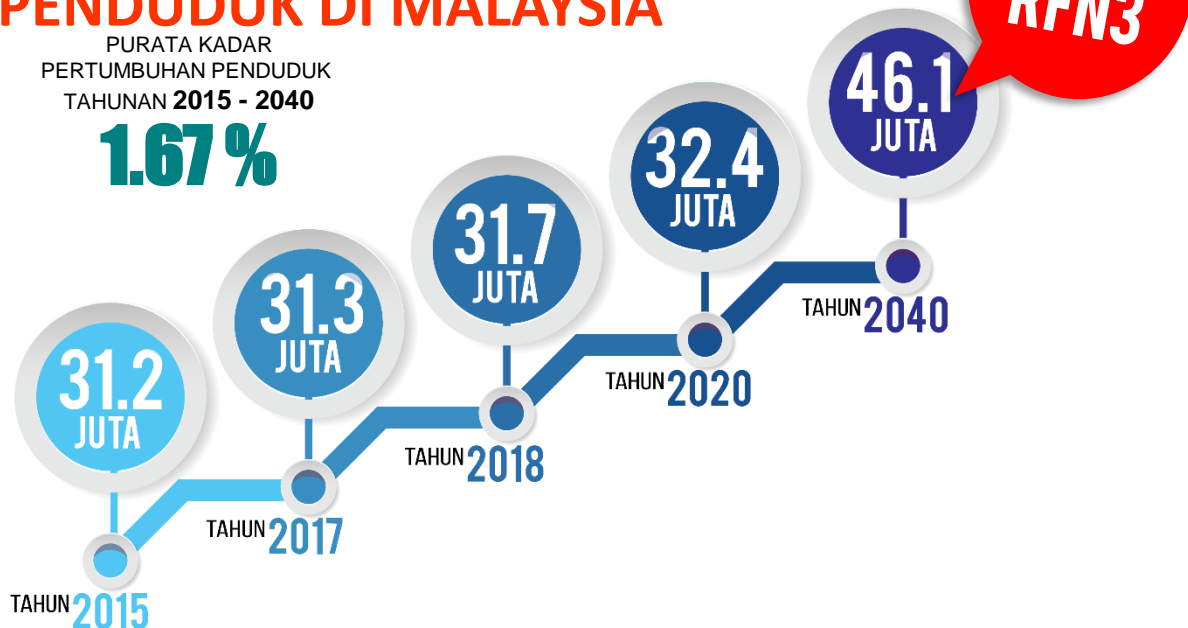 PENDUDUK DI MALAYSIA
RFN3
PURATA KADAR
PERTUMBUHAN PENDUDUK
TAHUNAN 2015 - 2040
1.67 %
46.1
JUTA
32.4
JUTA
31.7
JUTA
31.3
JUTA
31.2
JUTA
TAHUN 2040
TAHUN 2020
TAHUN 2018
TAHUN 2017
TAHUN 2015